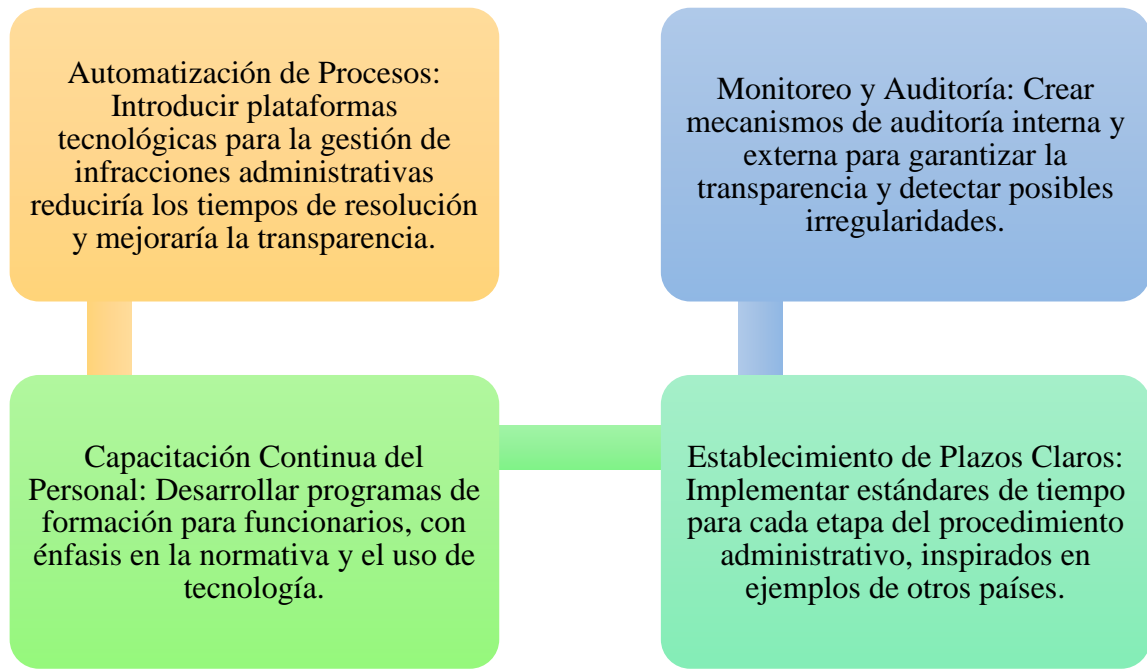 Automatización de Procesos:
Introducir plataformas
tecnológicas para la gestión de
infracciones administrativas
reduciría los tiempos de resolución
y mejoraría la transparencia.
Capacitación Continua del
Personal: Desarrollar programas de
formación para funcionarios, con
énfasis en la normativa y el uso de
tecnología.
Establecimiento de Plazos Claros:
Implementar estándares de tiempo
para cada etapa del procedimiento
administrativo, inspirados en
ejemplos de otros países.
Monitoreo y Auditoría: Crear
mecanismos de auditoría interna y
externa para garantizar la
transparencia y detectar posibles
irregularidades.